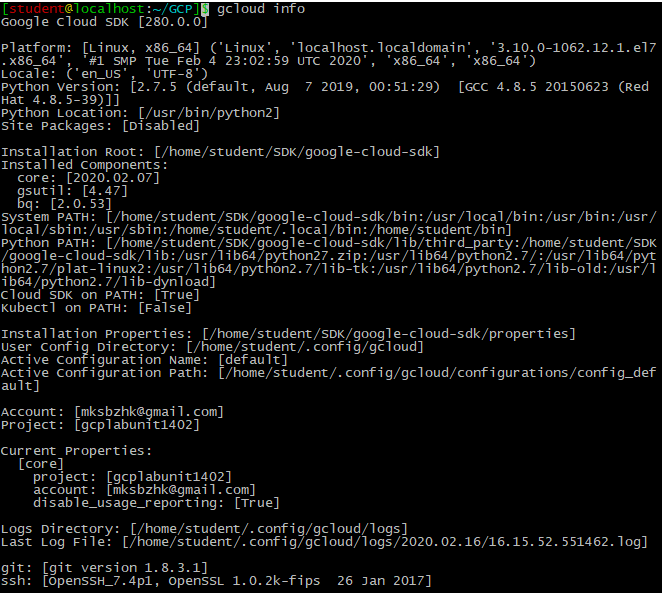 [student@localhost:~/GCP]$ gcloud info
Google Cloud SDK [280.0.0]
Platform: [Linux, x86_64] ('Linux', 'localhost.localdomain', '3.10.0-1062.12.1.el7
.x86_64', '#1 SMP Tue Feb 4 23:02:59 UTC 2020', 'x86_64', 'x86_64')
Locale: ('en_US', 'UTF-8')
Python Version: [2.7.5 (default, Aug  7 2019, 00:51:29)  [GCC 4.8.5 20150623 (Red
Hat 4.8.5-39)]]
Python Location: [/usr/bin/python2]
Site Packages: [Disabled]
Installation Root: [/home/student/SDK/google-cloud-sdk]
Installed Components:
  core: [2020.02.07]
  gsutil: [4.47]
  bq: [2.0.53]
System PATH: [/home/student/SDK/google-cloud-sdk/bin:/usr/local/bin:/usr/bin:/usr/
local/sbin:/usr/sbin:/home/student/.local/bin:/home/student/bin]
Python PATH: [/home/student/SDK/google-cloud-sdk/lib/third_party:/home/student/SDK
/google-cloud-sdk/lib:/usr/lib64/python27.zip:/usr/lib64/python2.7/:/usr/lib64/pyt
hon2.7/plat-linux2:/usr/lib64/python2.7/lib-tk:/usr/lib64/python2.7/lib-old:/usr/l
ib64/python2.7/lib-dynload]
Cloud SDK on PATH: [True]
Kubectl on PATH: [False]
Installation Properties: [/home/student/SDK/google-cloud-sdk/properties]
User Config Directory: [/home/student/.config/gcloud]
Active Configuration Name: [default]
Active Configuration Path: [/home/student/.config/gcloud/configurations/config_def
ault]
Account: [mksbzhk@gmail.com]
Project: [gcplabunit1402]
Current Properties:
  [core]
    project: [gcplabunit1402]
    account: [mksbzhk@gmail.com]
    disable_usage_reporting: [True]
Logs Directory: [/home/student/.config/gcloud/logs]
Last Log File: [/home/student/.config/gcloud/logs/2020.02.16/16.15.52.551462.log]
git: [git version 1.8.3.1]
ssh: [OpenSSH_7.4p1, OpenSSL 1.0.2k-fips  26 Jan 2017]